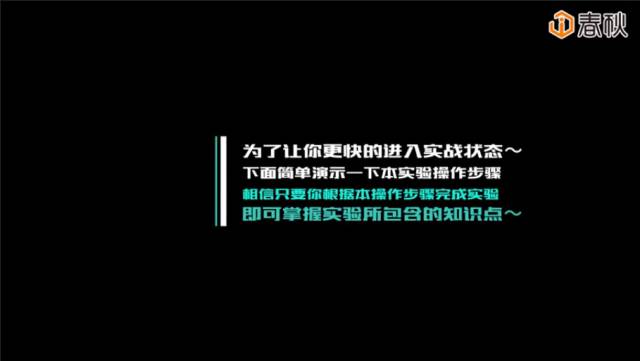 春秋
为了让你更快的进入实战状态~
下面简单演示一下本实验操作步骤
相信只要你根据本操作步骤完成实验
即可掌握实验所包含的知识点~